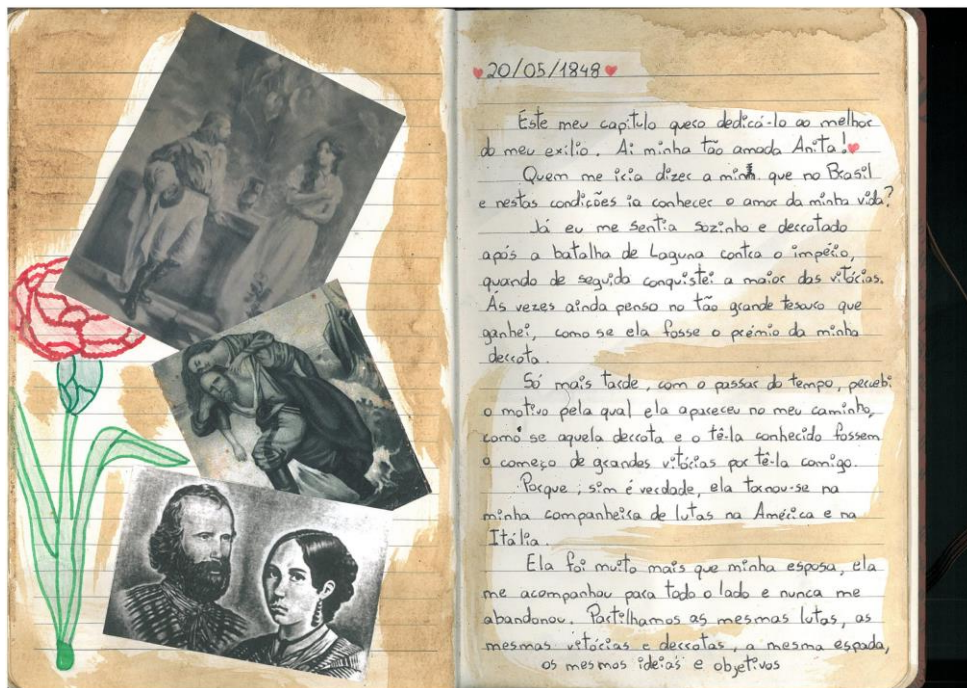 20/05/1848
Este meu capítulo quero dedicá-lo ao melhor
do meu exílio. Ai minha tão amada Anita!
Quem me iria dizer a mim que no Brasil
e nestas condições ia conhecer o amor da minha vida?
Já eu me sentia sozinho e derrotado
após a batalha de Laguna contra o império,
quando de seguida conquistei a maior das vitórias.
Às vezes ainda penso no tão grande tesouro que
ganhei, como se ela fosse o prémio da minha
derrota.
Só mais tarde, com o passar do tempo, percebi
o motivo pela qual ela apareceu no meu caminho,
como se aquela derrota e o tê-la conhecido fossem
o começo de grandes vitórias por tê-la comigo.
Porque, sim é verdade, ela tornou-se na
minha companheira de lutas na América e na
Itália.
Ela foi muito mais que minha esposa, ela
me acompanhou para todo o lado e nunca me
abandonou. Partilhamos as mesmas lutas, as
mesmas vitórias e derrotas, a mesma espada,
os mesmos ideiás e objetivos